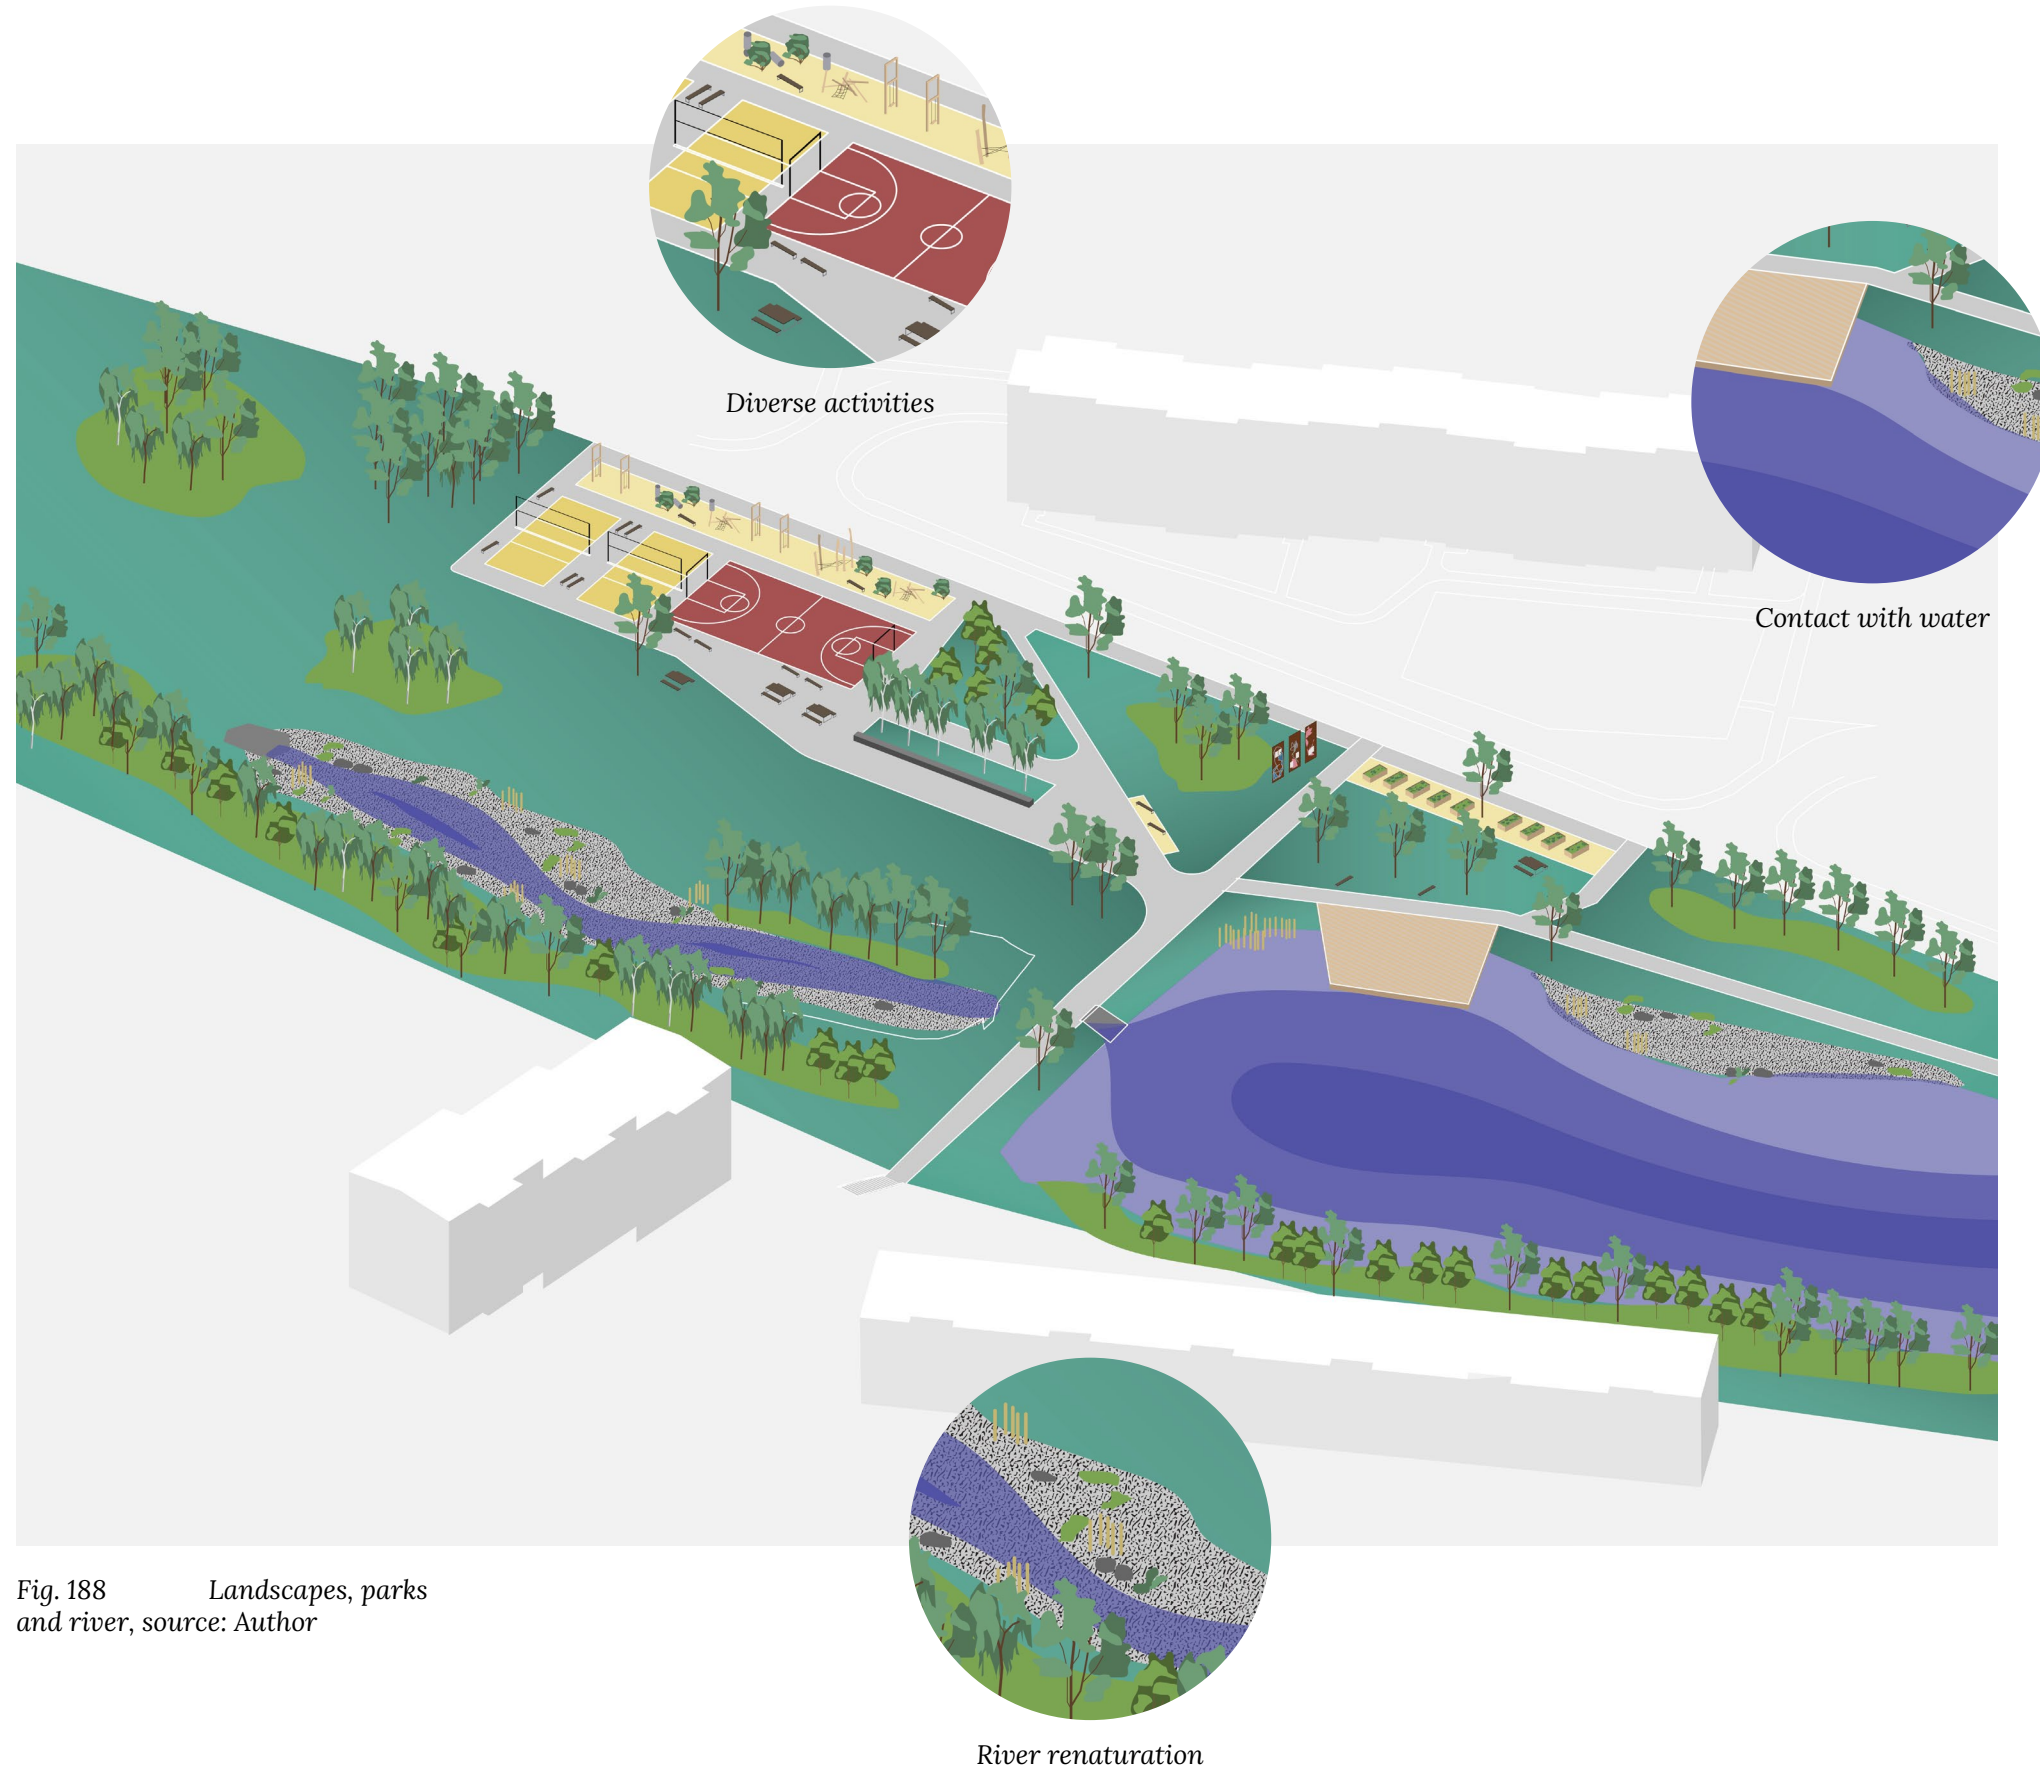 Diverse activities
Contact with water
Fig. 188 Landscapes, parks
and river, source: Author
River renaturation